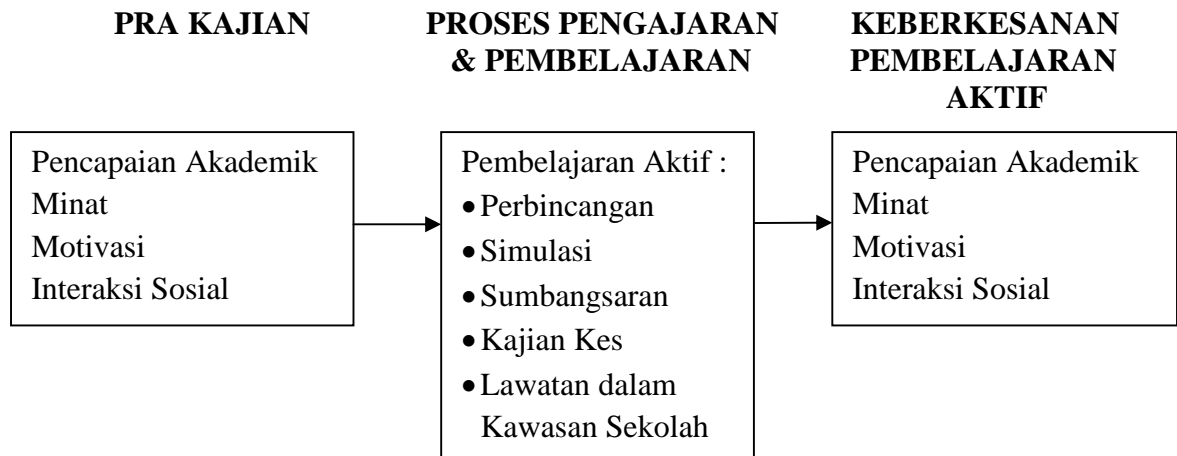 PRA KAJIAN
PROSES PENGAJARAN
& PEMBELAJARAN
KEBERKESANAN
PEMBELAJARAN
AKTIF
Pencapaian Akademik
Minat
Motivasi
Interaksi Sosial
Pembelajaran Aktif :
•Perbincangan
•Simulasi
•Sumbangsaran
•Kajian Kes
•Lawatan dalam
Kawasan Sekolah
Pencapaian Akademik
Minat
Motivasi
Interaksi Sosial